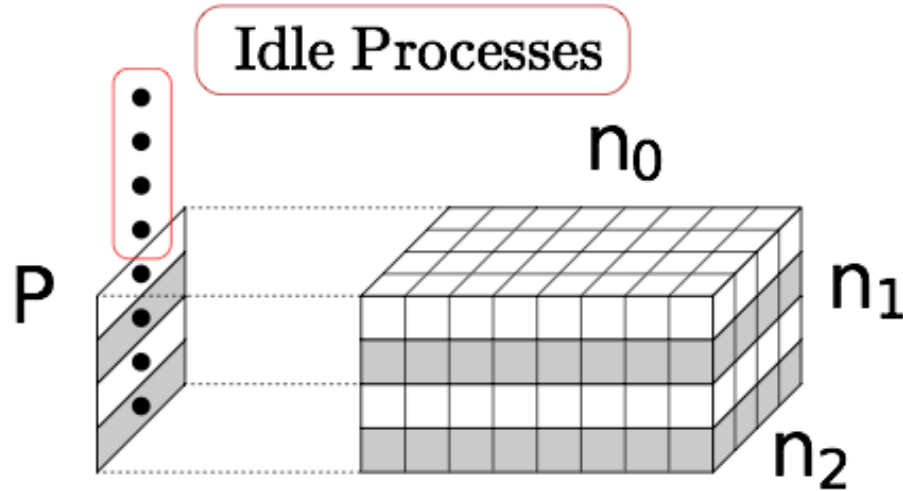 Idle Processes
n₀
P
n₁
n₂